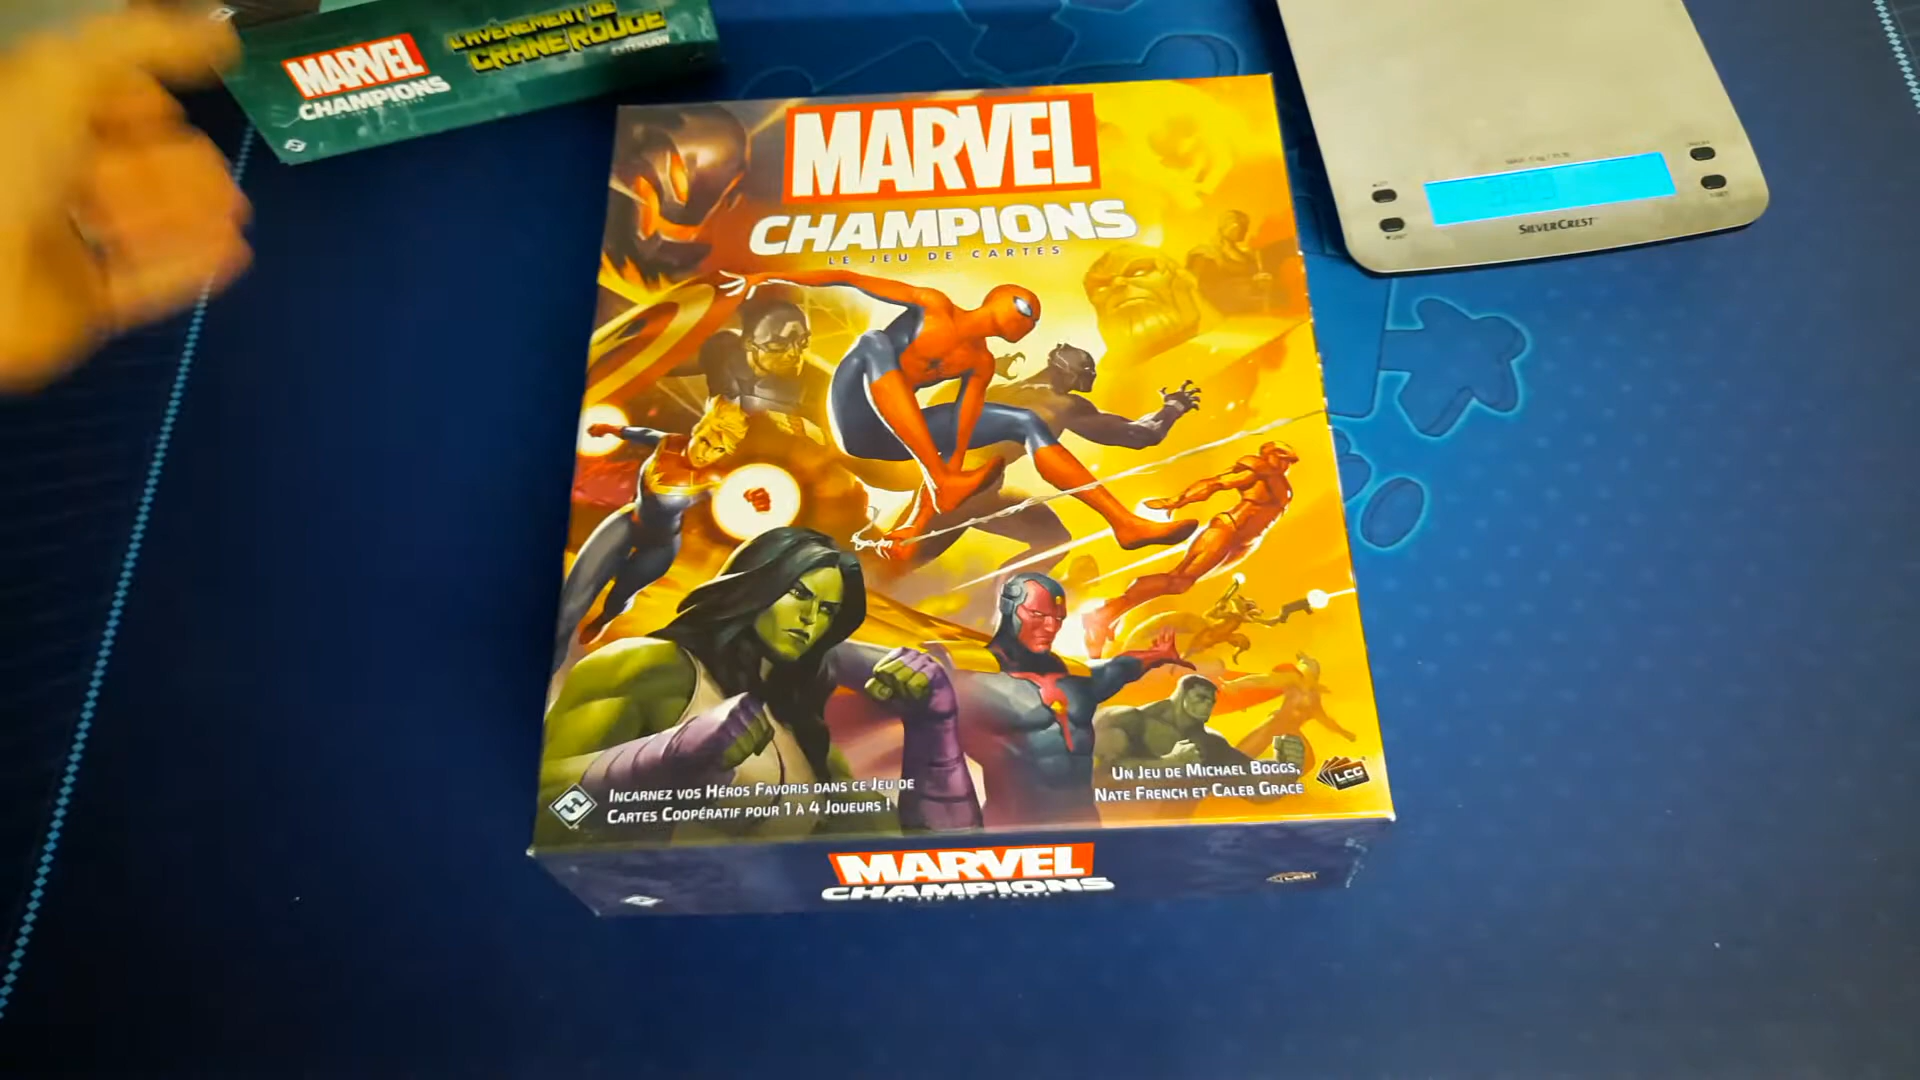 MARVEL
CHAMPIONS
L'AVÈNEMENT DE
CRÂNE ROUGE
EXTENSION
MARVEL
CHAMPIONS
LE JEU DE CARTES
INCARNEZ VOS HÉROS FAVORIS DANS CE JEU DE
CARTES COOPÉRATIF POUR 1 À 4 JOUEURS !
UN JEU DE MICHAEL BOGGS,
NATE FRENCH ET CALEB GRACE
LCG
MARVEL
CHAMPIONS
SILVERCREST